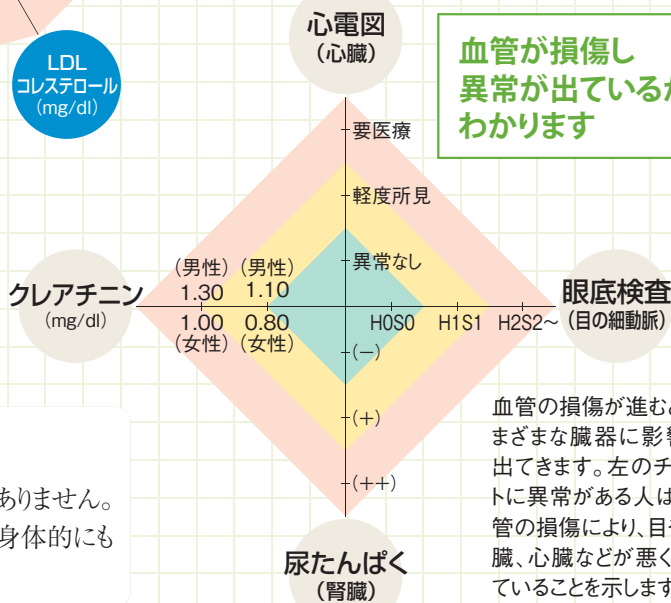 LDL
コレステロール
(mg/dl)
心電図
(心臓)
血管が損傷し
異常が出ているか
わかります
要医療
軽度所見
異常なし
クレアチニン
(mg/dl)
(男性) (男性)
1.30 1.10
1.00 0.80
(女性) (女性)
H0S0 H1S1 H2S2~
眼底検査
(目の細動脈)
(-)
(+)
(++)
尿たんぱく
(腎臓)
ありません。
身体的にも
血管の損傷が進む
まざまな臓器に影
出てきます。左のチ
トに異常がある人は
管の損傷により、目
臓、心臓などが悪く
ていることを示します